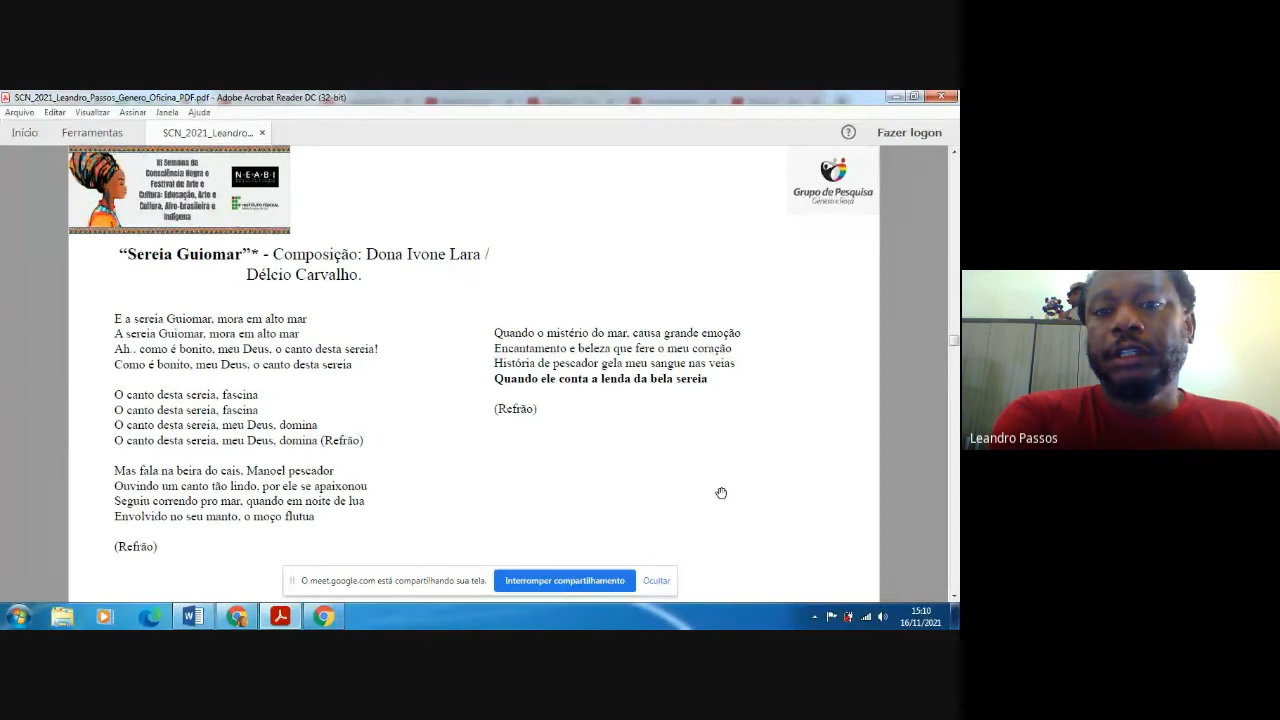 SCN_2021_Leandro_Passos_Genero_Oficina_PDF.pdf - Adobe Acrobat Reader DC (32-bit)
Arquivo Editar Visualizar Assinar Janela Ajuda
Início Ferramentas SCN_2021_Leandro... × Fazer logon
XI Semana da
Consciência Negra e
Festival de Arte e
Cultura: Educação, Arte e
Cultura, Afro-brasileira e
Indígena
NEABI
INSTITUTO FEDERAL
Grupo de Pesquisa
Gênero e Raça
“Sereia Guiomar”* - Composição: Dona Ivone Lara /
Délcio Carvalho.
E a sereia Guiomar, mora em alto mar
A sereia Guiomar, mora em alto mar
Ah.. como é bonito, meu Deus, o canto desta sereia!
Como é bonito, meu Deus, o canto desta sereia
O canto desta sereia, fascina
O canto desta sereia, fascina
O canto desta sereia, meu Deus, domina
O canto desta sereia, meu Deus, domina (Refrão)
Mas fala na beira do cais, Manoel pescador
Ouvindo um canto tão lindo, por ele se apaixonou
Seguiu correndo pro mar, quando em noite de lua
Envolvido no seu manto, o moço flutua
(Refrão)
Quando o mistério do mar, causa grande emoção
Encantamento e beleza que fere o meu coração
História de pescador gela meu sangue nas veias
Quando ele conta a lenda da bela sereia
(Refrão)
O meet.google.com está compartilhando sua tela. Interromper compartilhamento Ocultar
15:10
16/11/2021
Leandro Passos